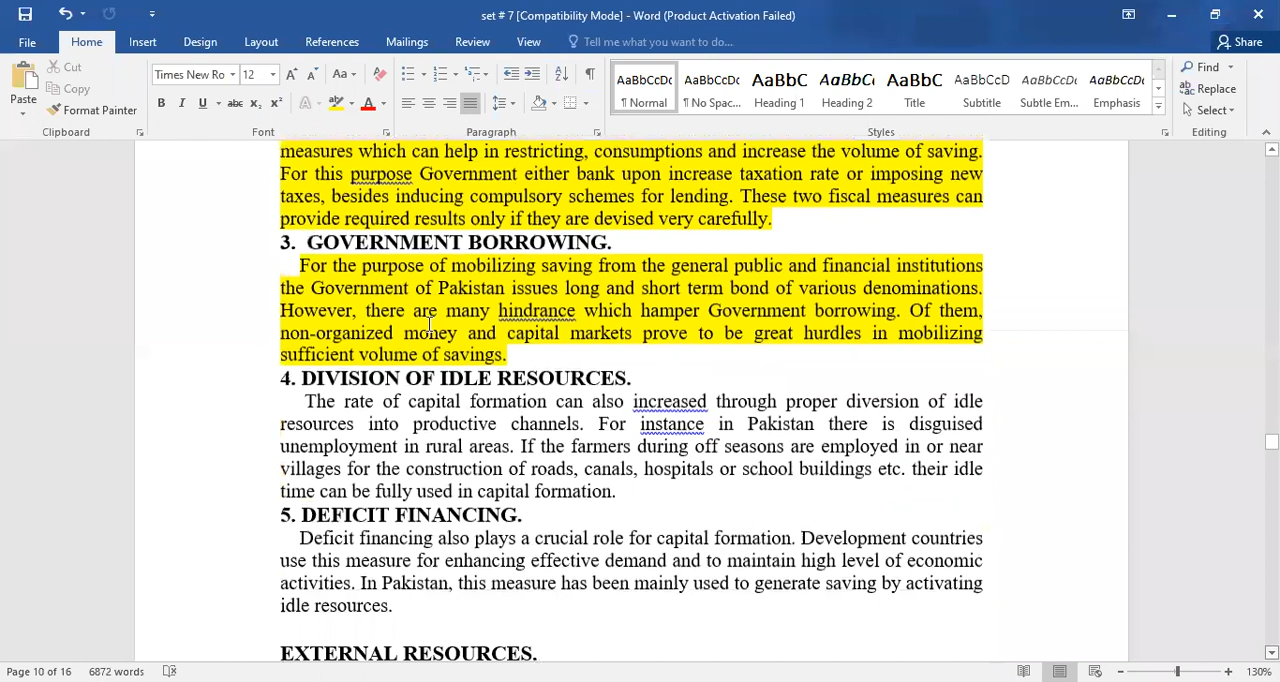 set # 7 [Compatibility Mode] - Word (Product Activation Failed)
File Home Insert Design Layout References Mailings Review View Tell me what you want to do... Share
Paste Cut Copy Format Painter
Clipboard
Times New Ro 12 Aa
B I U abc X₂ X² A A
Font
Paragraph
AaBbCcDc ¶ Normal
AaBbCcDc ¶ No Spac...
AaBbC Heading 1
AaBbCc Heading 2
AaBbC Title
AaBbCcD Subtitle
AaBbCcDc Subtle Em...
AaBbCcDc Emphasis
Styles
Find
Replace
Select
Editing
measures which can help in restricting, consumptions and increase the volume of saving.
For this purpose Government either bank upon increase taxation rate or imposing new
taxes, besides inducing compulsory schemes for lending. These two fiscal measures can
provide required results only if they are devised very carefully.
3. GOVERNMENT BORROWING.
For the purpose of mobilizing saving from the general public and financial institutions
the Government of Pakistan issues long and short term bond of various denominations.
However, there are many hindrance which hamper Government borrowing. Of them,
non-organized money and capital markets prove to be great hurdles in mobilizing
sufficient volume of savings.
4. DIVISION OF IDLE RESOURCES.
The rate of capital formation can also increased through proper diversion of idle
resources into productive channels. For instance in Pakistan there is disguised
unemployment in rural areas. If the farmers during off seasons are employed in or near
villages for the construction of roads, canals, hospitals or school buildings etc. their idle
time can be fully used in capital formation.
5. DEFICIT FINANCING.
Deficit financing also plays a crucial role for capital formation. Development countries
use this measure for enhancing effective demand and to maintain high level of economic
activities. In Pakistan, this measure has been mainly used to generate saving by activating
idle resources.
EXTERNAL RESOURCES.
Page 10 of 16 6872 words 130%